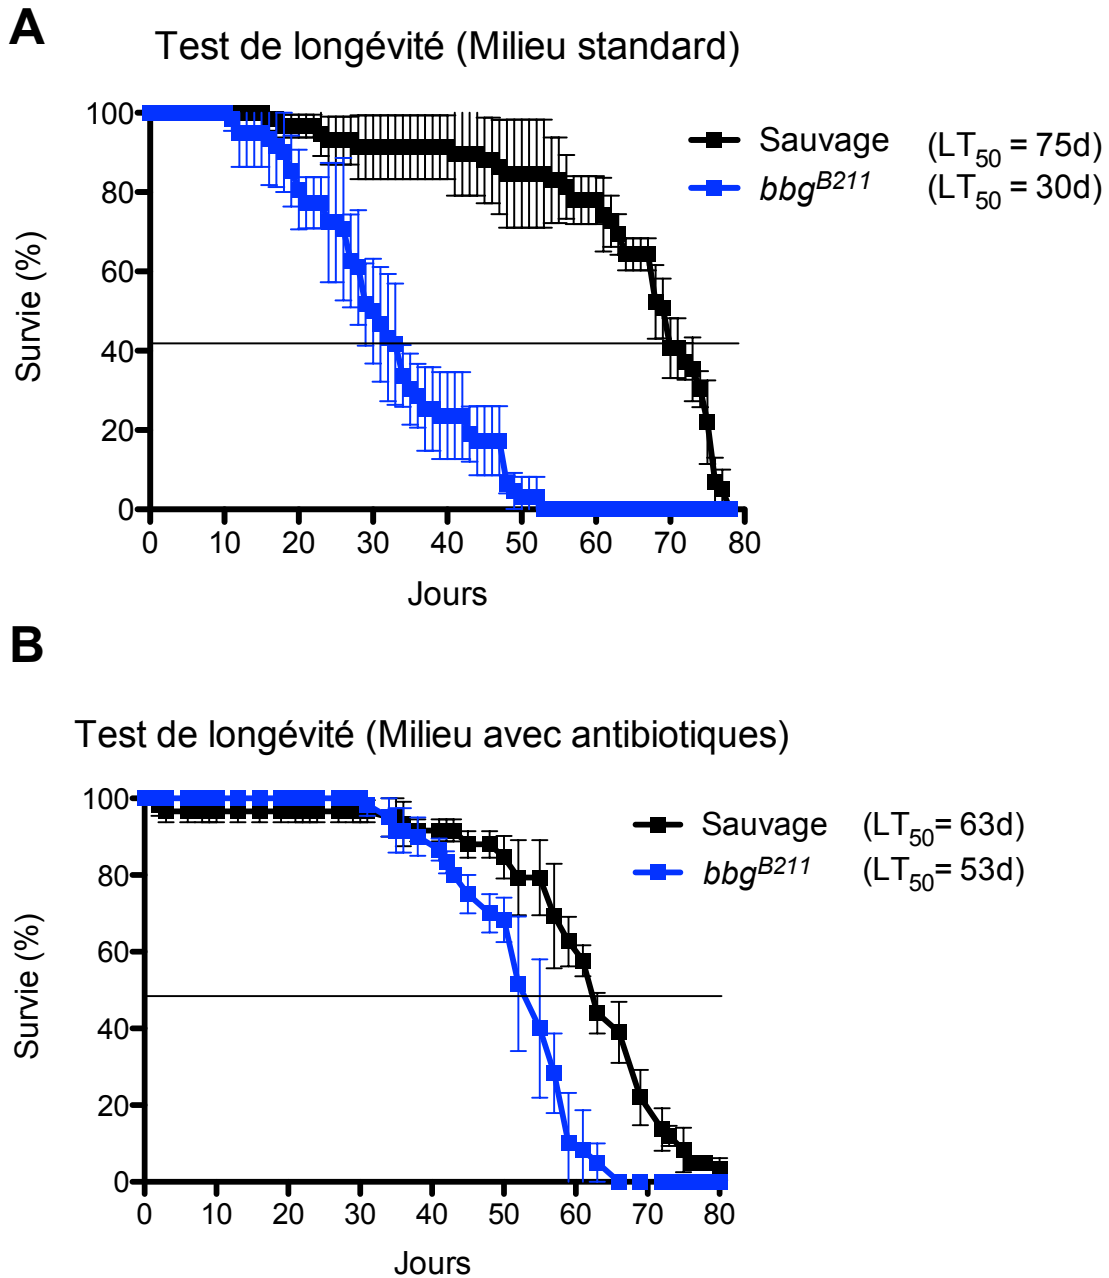 A
Test de longévité (Milieu standard)
Sauvage (LT50 = 75d)
bbgB211 (LT50 = 30d)
100
80
60
40
20
0
Survie (%)
0 10 20 30 40 50 60 70 80
Jours
B
Test de longévité (Milieu avec antibiotiques)
Sauvage (LT50= 63d)
bbgB211 (LT50= 53d)
100
80
60
40
20
0
Survie (%)
0 10 20 30 40 50 60 70 80
Jours